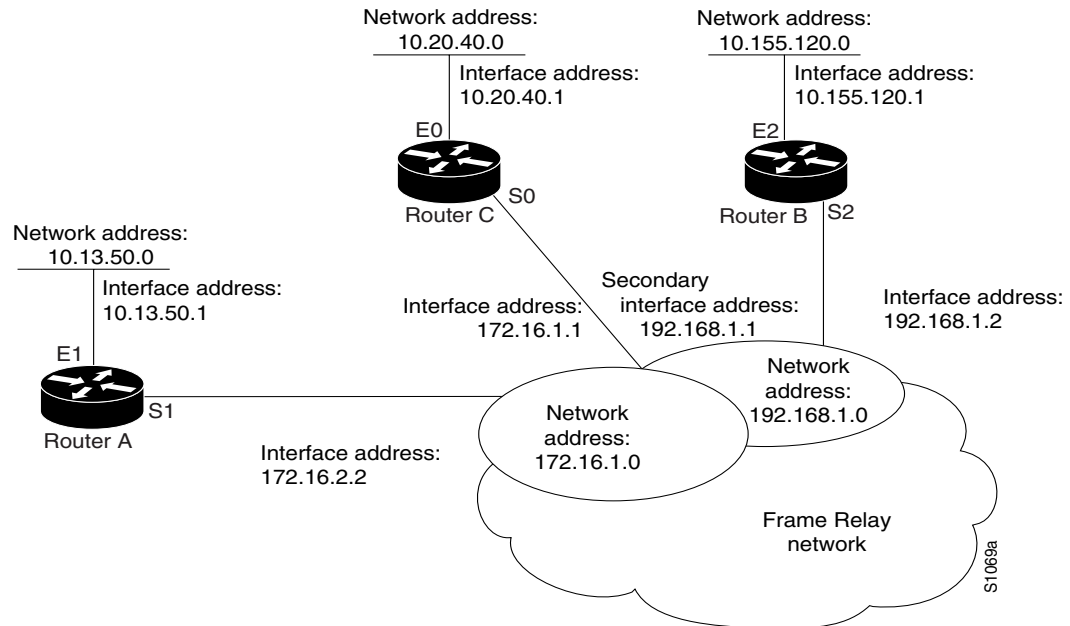 Network address:
10.20.40.0
Interface address:
10.20.40.1
E0
S0
Router C
Network address:
10.155.120.0
Interface address:
10.155.120.1
E2
S2
Router B
Network address:
10.13.50.0
Interface address:
10.13.50.1
E1
S1
Router A
Interface address:
172.16.1.1
Secondary
interface address:
192.168.1.1
Interface address:
192.168.1.2
Interface address:
172.16.2.2
Network
address:
172.16.1.0
Network
address:
192.168.1.0
Frame Relay
network
S1069a